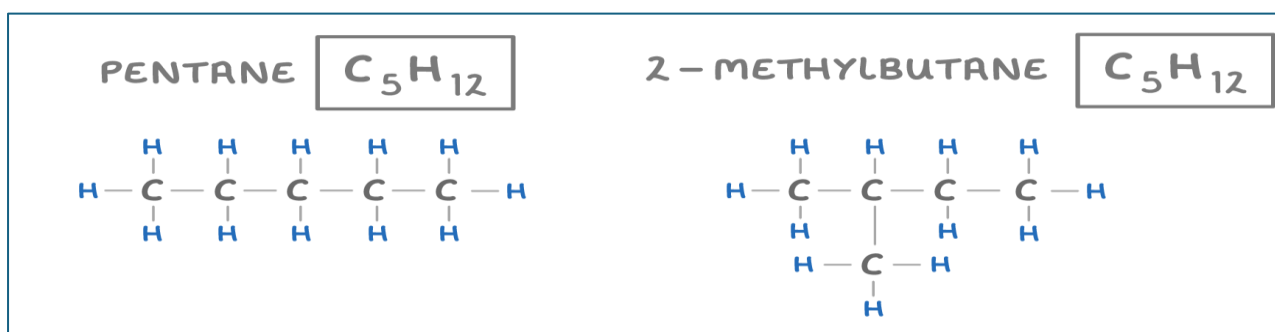 PENTANE C₅H₁₂
2-METHYLBUTANE C₅H₁₂
H H H H H
H-C-C-C-C-C-H
H H H H H
H H H H
H-C-C-C-C-H
H H H
H-C-H
H